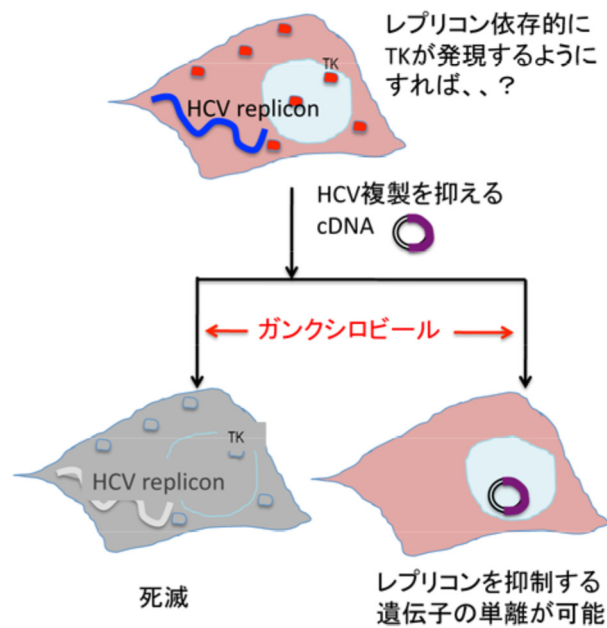 レプリコン依存的に
TKが発現するように
すれば、、？
TK
HCV replicon
HCV複製を抑える
cDNA
ガンクシロビール
TK
HCV replicon
死滅
レプリコンを抑制する
遺伝子の単離が可能